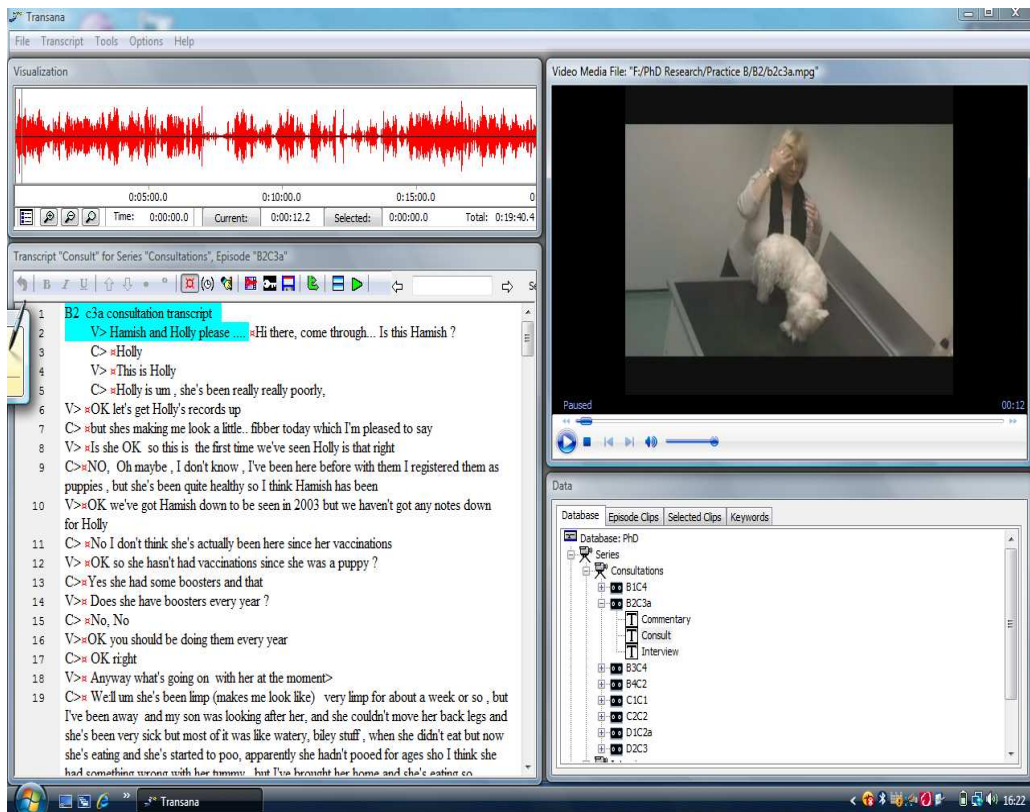 Transana
File Transcript Tools Options Help
Visualization
0:05:00.0 0:10:00.0 0:15:00.0 0
Time: 0:00:00.0 Current: 0:00:12.2 Selected: 0:00:00.0 Total: 0:19:40.4
Transcript "Consult" for Series "Consultations", Episode "B2C3a"
B I U
1 B2 c3a consultation transcript
2 V> Hamish and Holly please .... ¤Hi there, come through... Is this Hamish ?
3 C> ¤Holly
4 V> ¤This is Holly
5 C> ¤Holly is um , she's been really really poorly,
6 V> ¤OK let's get Holly's records up
7 C> ¤but shes making me look a little.. fibber today which I'm pleased to say
8 V> ¤Is she OK so this is the first time we've seen Holly is that right
9 C>¤NO, Oh maybe , I don't know , I've been here before with them I registered them as
puppies , but she's been quite healthy so I think Hamish has been
10 V>¤OK we've got Hamish down to be seen in 2003 but we haven't got any notes down
for Holly
11 C> ¤No I don't think she's actually been here since her vaccinations
12 V> ¤OK so she hasn't had vaccinations since she was a puppy ?
13 C>¤Yes she had some boosters and that
14 V>¤ Does she have boosters every year ?
15 C> ¤No, No
16 V>¤OK you should be doing them every year
17 C>¤ OK right
18 V>¤ Anyway what's going on with her at the moment>
19 C>¤ Well um she's been limp (makes me look like) very limp for about a week or so , but
I've been away and my son was looking after her, and she couldn't move her back legs and
she's been very sick but most of it was like watery, biley stuff , when she didn't eat but now
she's eating and she's started to poo, apparently she hadn't pooed for ages sho I think she
had something wrong with her tummy but I've brought her home and she's eating so
Video Media File: "F:/PhD Research/Practice B/B2/b2c3a.mpg"
Paused 00:12
Data
Database Episode Clips Selected Clips Keywords
Database: PhD
Series
Consultations
B1C4
B2C3a
Commentary
Consult
Interview
B3C4
B4C2
C1C1
C2C2
D1C2a
D2C3
Transana
16:22